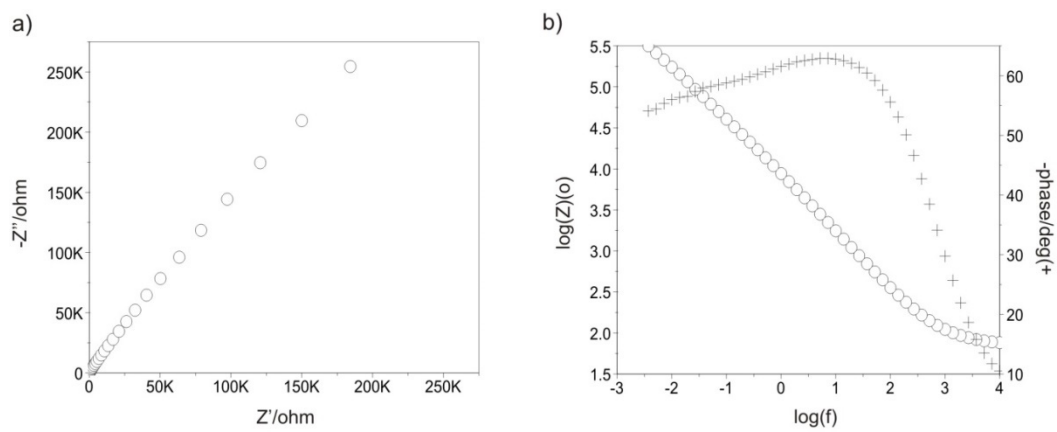 a)
250K
200K
150K
100K
50K
0
0
50K
100K
150K
200K
250K
-Z"/ohm
Z'/ohm
b)
5.5
5.0
4.5
4.0
3.5
3.0
2.5
2.0
1.5
60
50
40
30
20
10
-3
-2
-1
0
1
2
3
4
log(Z)(o)
-phase/deg(+
log(f)